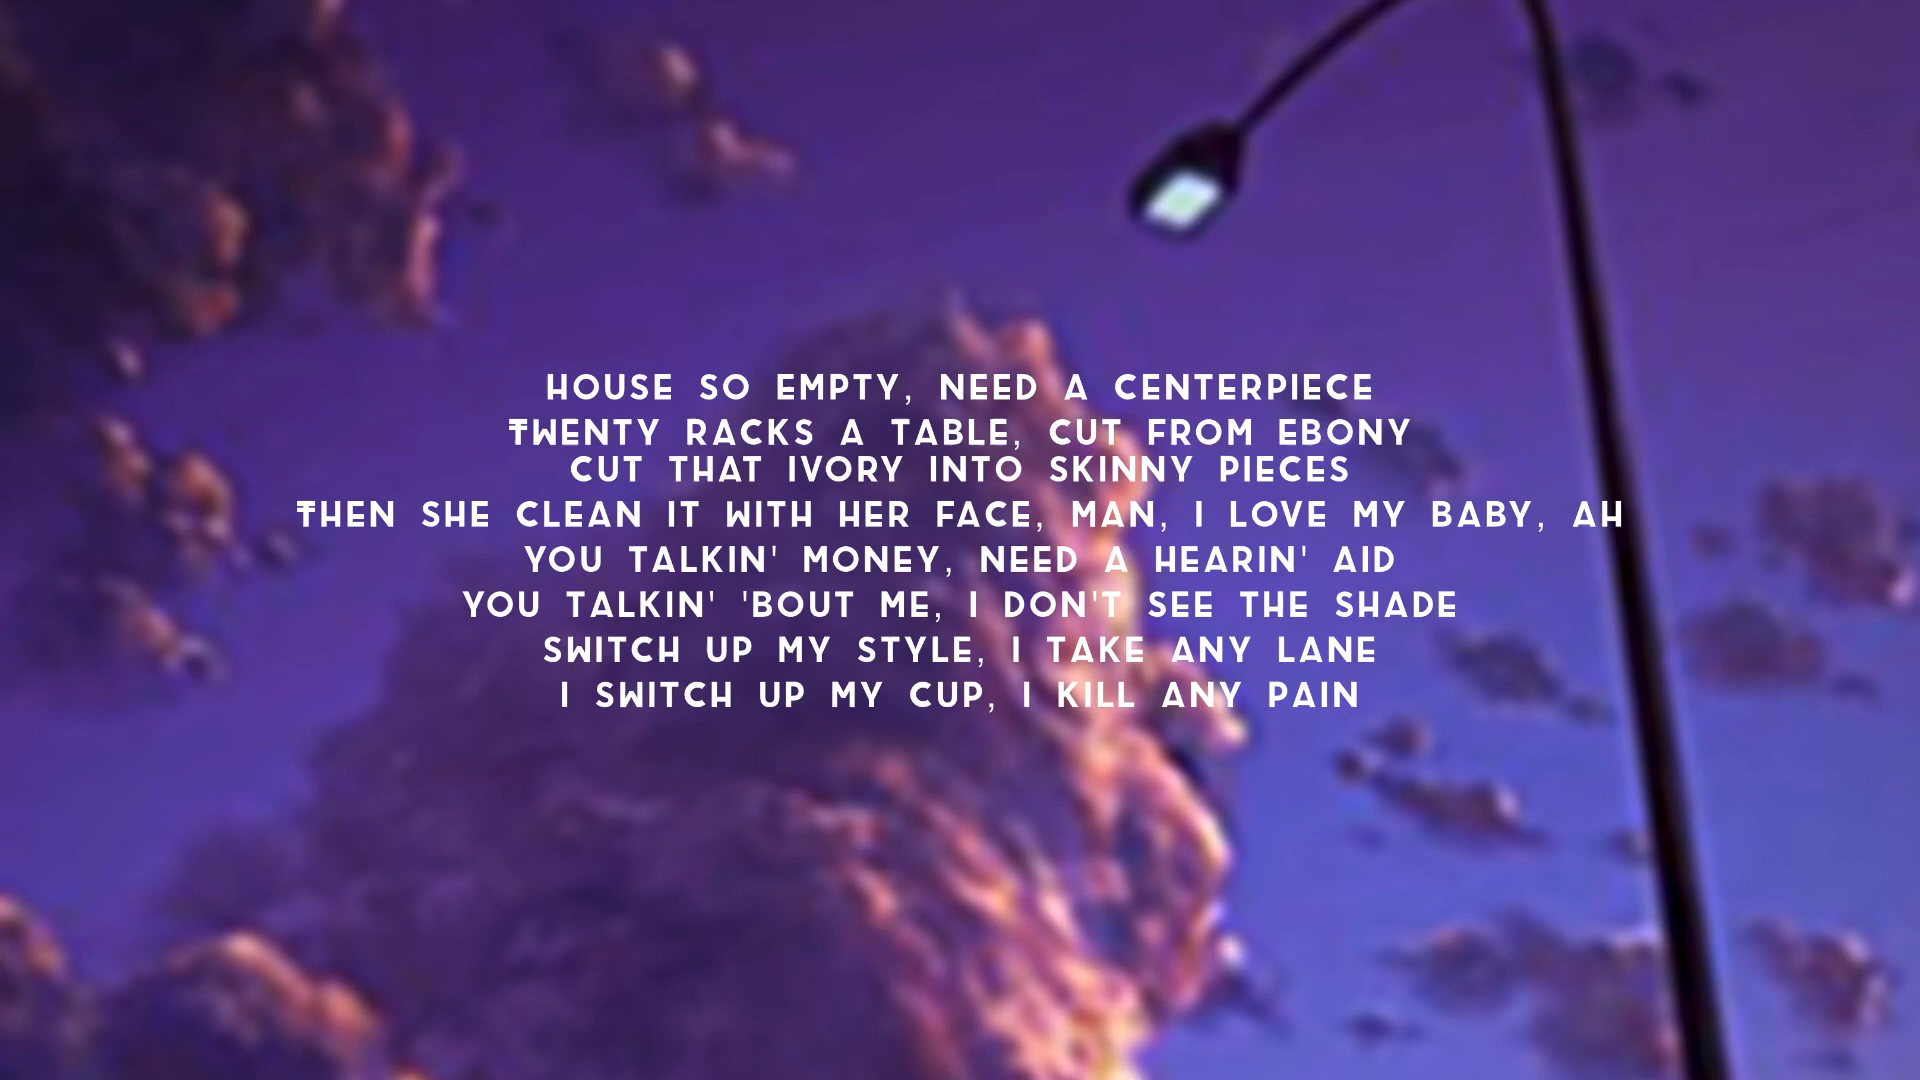 HOUSE SO EMPTY, NEED A CENTERPIECE
TWENTY RACKS A TABLE, CUT FROM EBONY
CUT THAT IVORY INTO SKINNY PIECES
THEN SHE CLEAN IT WITH HER FACE, MAN, I LOVE MY BABY, AH
YOU TALKIN' MONEY, NEED A HEARIN' AID
YOU TALKIN' 'BOUT ME, I DON'T SEE THE SHADE
SWITCH UP MY STYLE, I TAKE ANY LANE
I SWITCH UP MY CUP, I KILL ANY PAIN